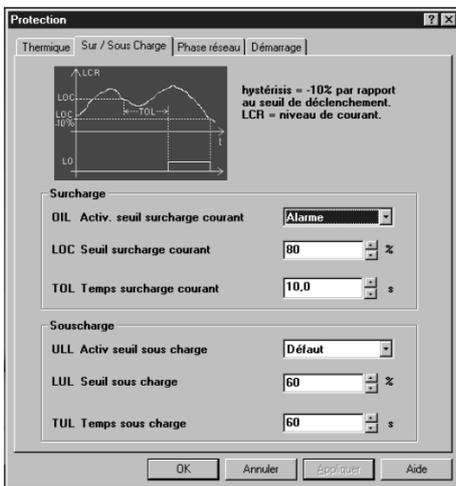 Protection
Thermique Sur / Sous Charge Phase réseau Démarrage
LCR
LOC
LOC -10%
TOL
t
LO
hystérisis = -10% par rapport
au seuil de déclenchement.
LCR = niveau de courant.
Surcharge
OIL Activ. seuil surcharge courant Alarme
LOC Seuil surcharge courant 80 %
TOL Temps surcharge courant 10,0 s
Souscharge
ULL Activ seuil sous charge Défaut
LUL Seuil sous charge 60 %
TUL Temps sous charge 60 s
OK Annuler Appliquer Aide